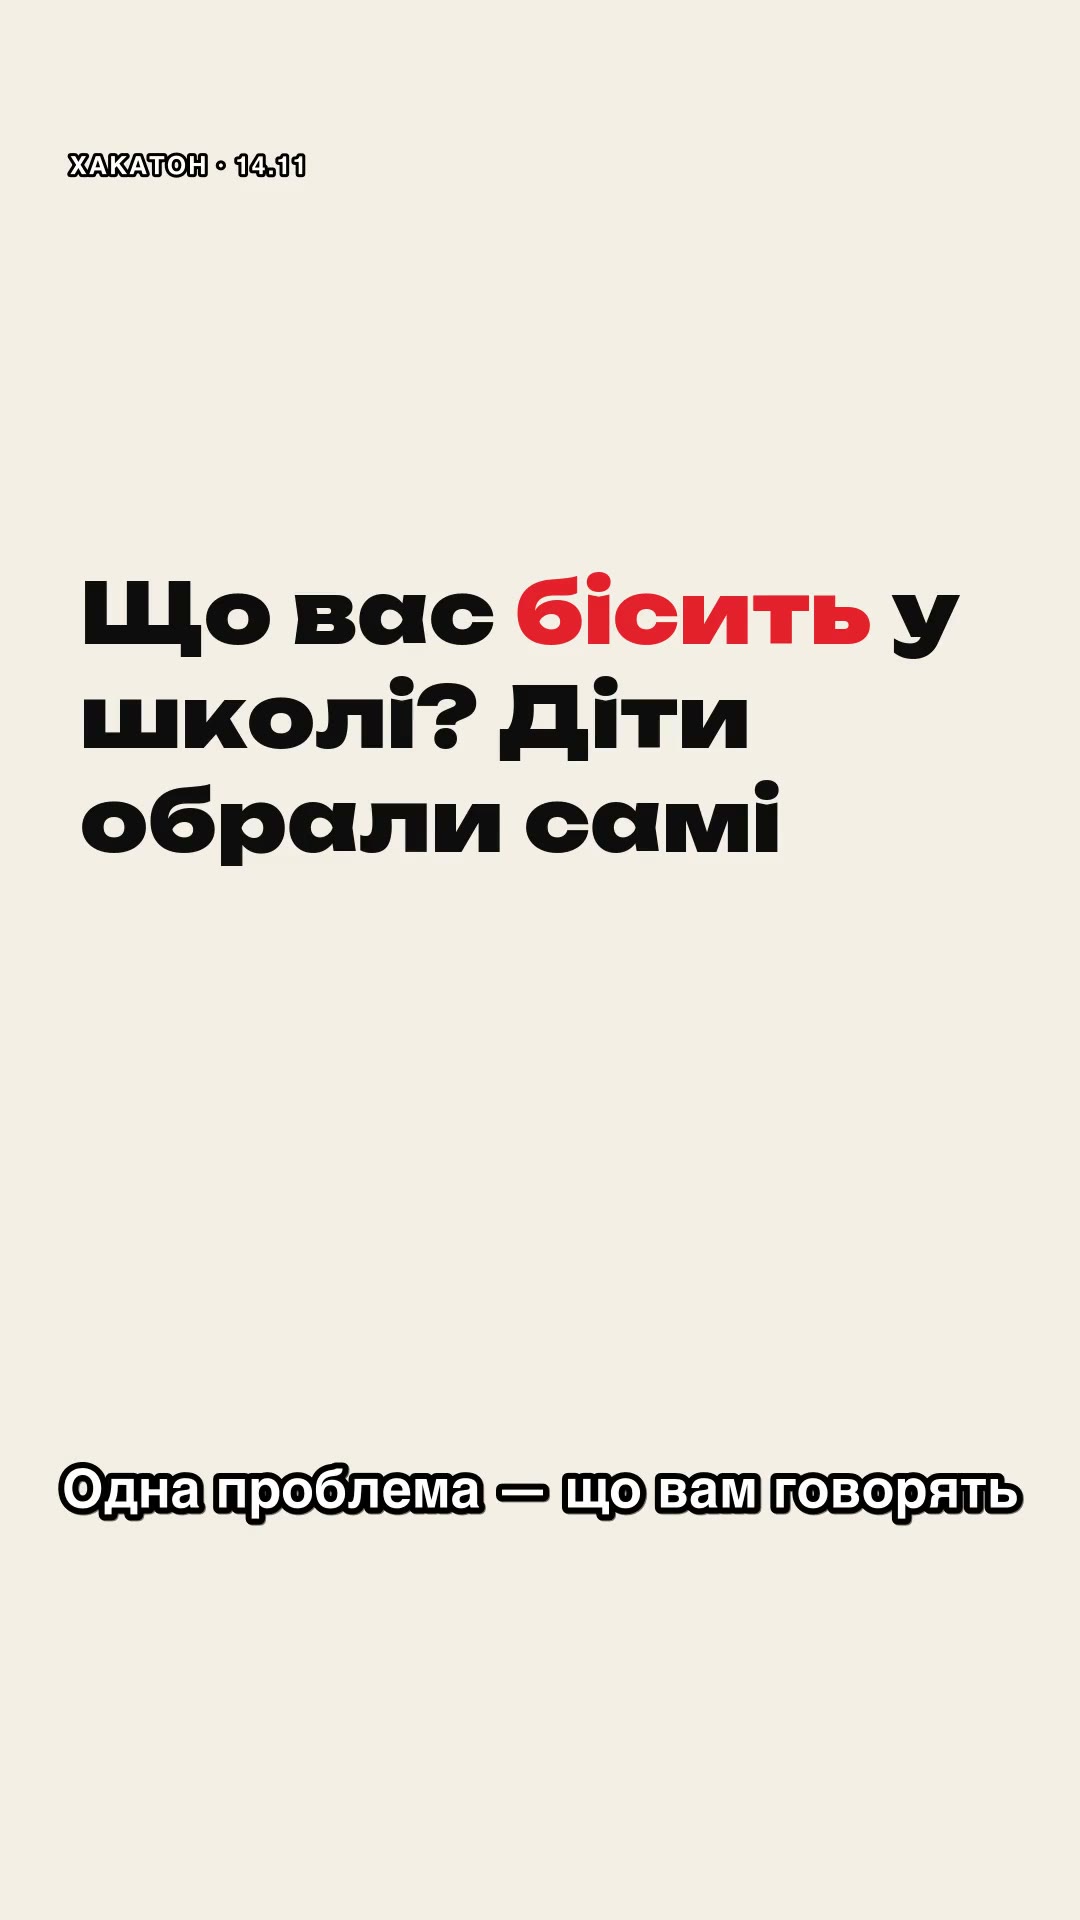 ХАКАТОН • 14.11
Що вас бісить у
школі? Діти
обрали самі
Одна проблема — що вам говорять